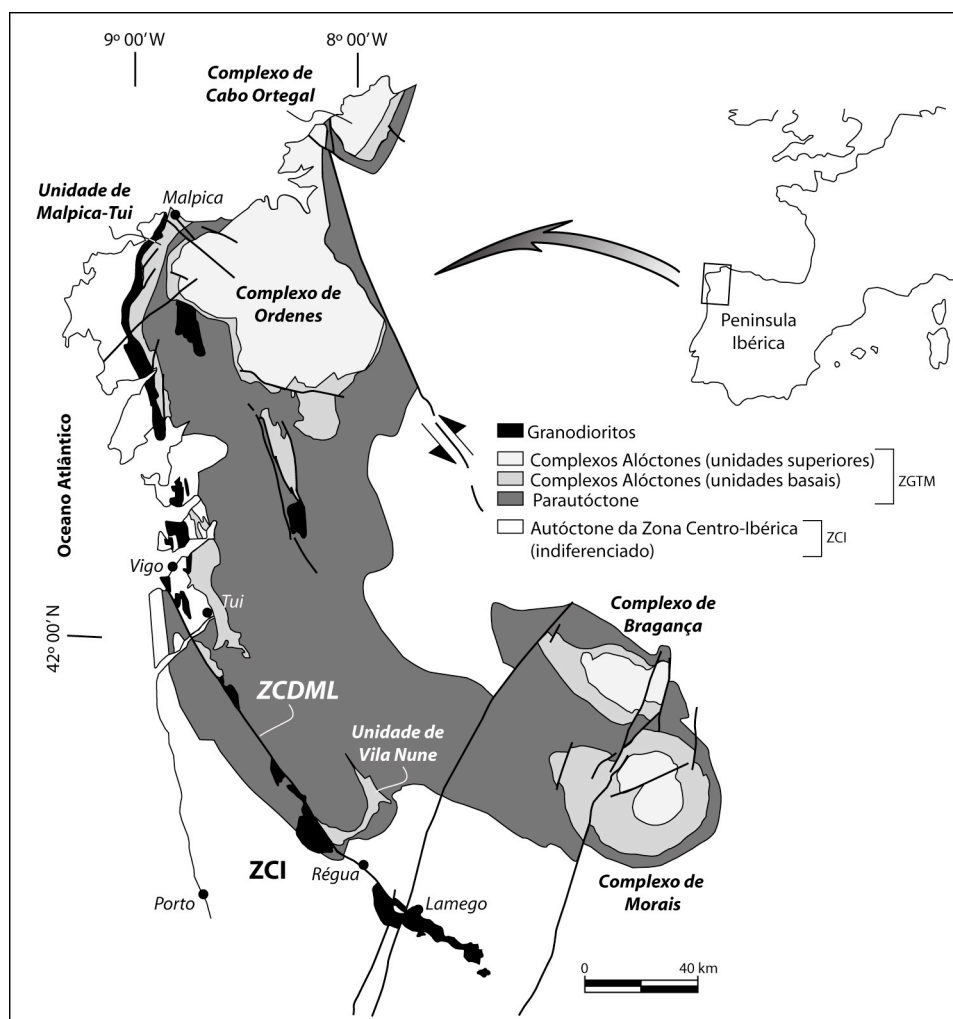 9º 00'W
8º 00'W
Complexo de
Cabo Ortegal
Unidade de
Malpica-Tui
Malpica
Complexo de
Ordenes
Peninsula
Ibérica
Oceano Atlântico
Granodioritos
Complexos Alóctones (unidades superiores)
Complexos Alóctones (unidades basais)
Parautóctone
ZGTM
Autóctone da Zona Centro-Ibérica
(indiferenciado)
ZCI
Vigo
Tui
42º 00' N
Complexo de
Bragança
ZCDML
Unidade de
Vila Nune
ZCI
Régua
Porto
Lamego
Complexo de
Morais
0
40 km